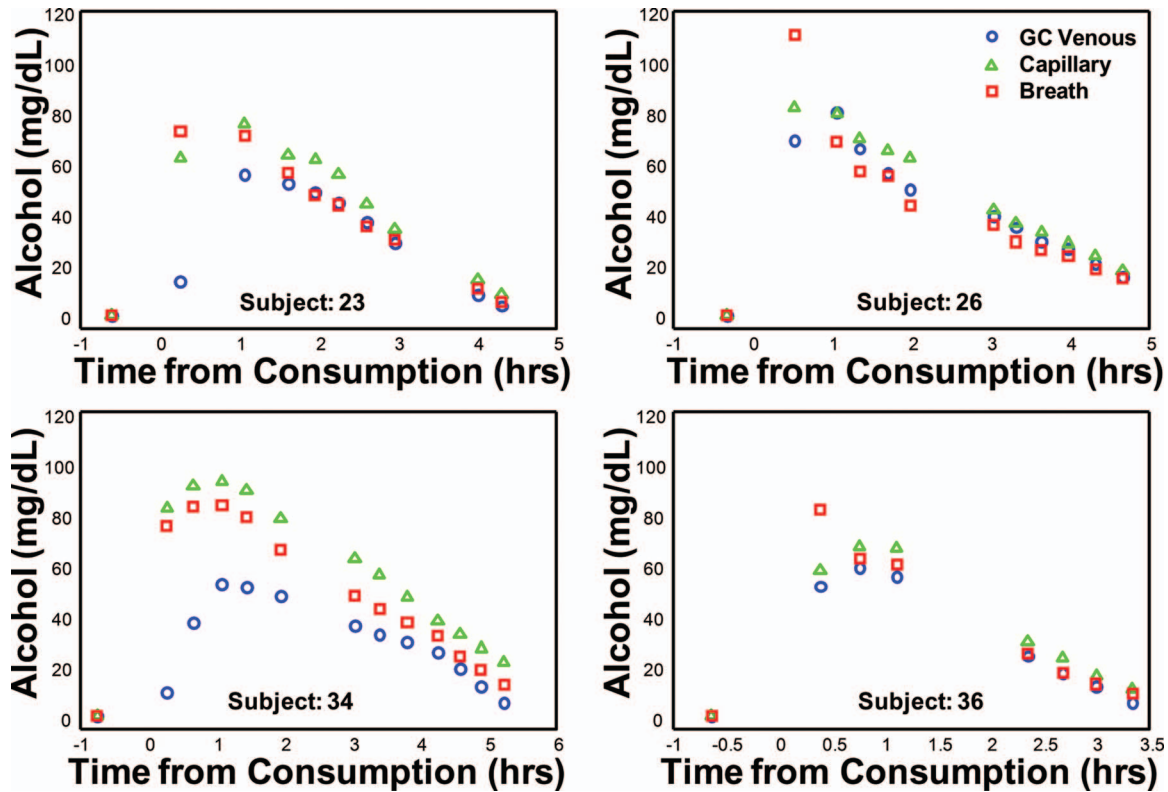 Alcohol (mg/dL)
120
100
80
60
40
20
0
Subject: 23
-1 0 1 2 3 4 5
Time from Consumption (hrs)
Alcohol (mg/dL)
120
100
80
60
40
20
0
GC Venous
Capillary
Breath
Subject: 26
-1 0 1 2 3 4 5
Time from Consumption (hrs)
Alcohol (mg/dL)
120
100
80
60
40
20
0
Subject: 34
-1 0 1 2 3 4 5 6
Time from Consumption (hrs)
Alcohol (mg/dL)
120
100
80
60
40
20
0
Subject: 36
-1 -0.5 0 0.5 1 1.5 2 2.5 3 3.5
Time from Consumption (hrs)